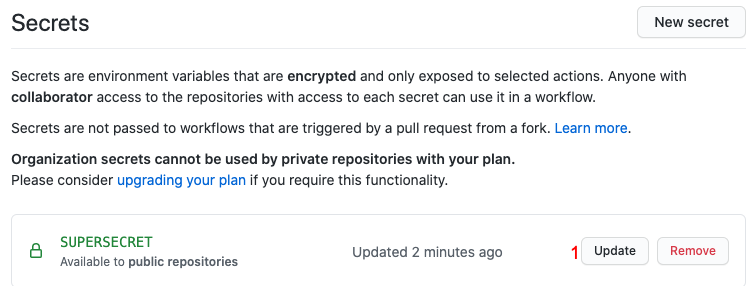 Secrets
New secret
Secrets are environment variables that are encrypted and only exposed to selected actions. Anyone with
collaborator access to the repositories with access to each secret can use it in a workflow.
Secrets are not passed to workflows that are triggered by a pull request from a fork. Learn more.
Organization secrets cannot be used by private repositories with your plan.
Please consider upgrading your plan if you require this functionality.
SUPERSECRET
Available to public repositories
Updated 2 minutes ago
1
Update
Remove